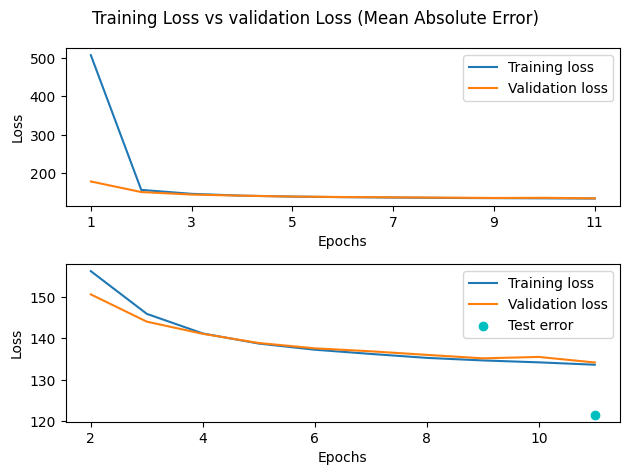 Training Loss vs validation Loss (Mean Absolute Error)
500
400
300
200
Loss
Training loss
Validation loss
1 3 5 7 9 11
Epochs
150
140
130
120
Loss
Training loss
Validation loss
Test error
2 4 6 8 10
Epochs